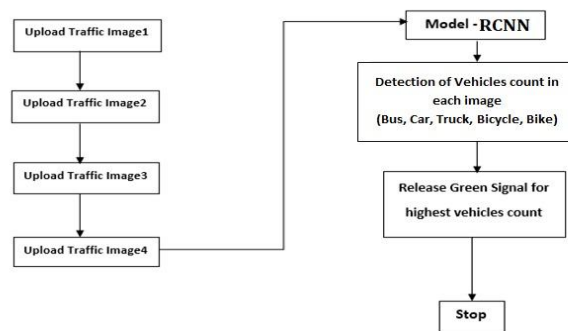 Upload Traffic Image1
Upload Traffic Image2
Upload Traffic Image3
Upload Traffic Image4
Model -RCNN
Detection of Vehicles count in
each image
(Bus, Car, Truck, Bicycle, Bike)
Release Green Signal for
highest vehicles count
Stop